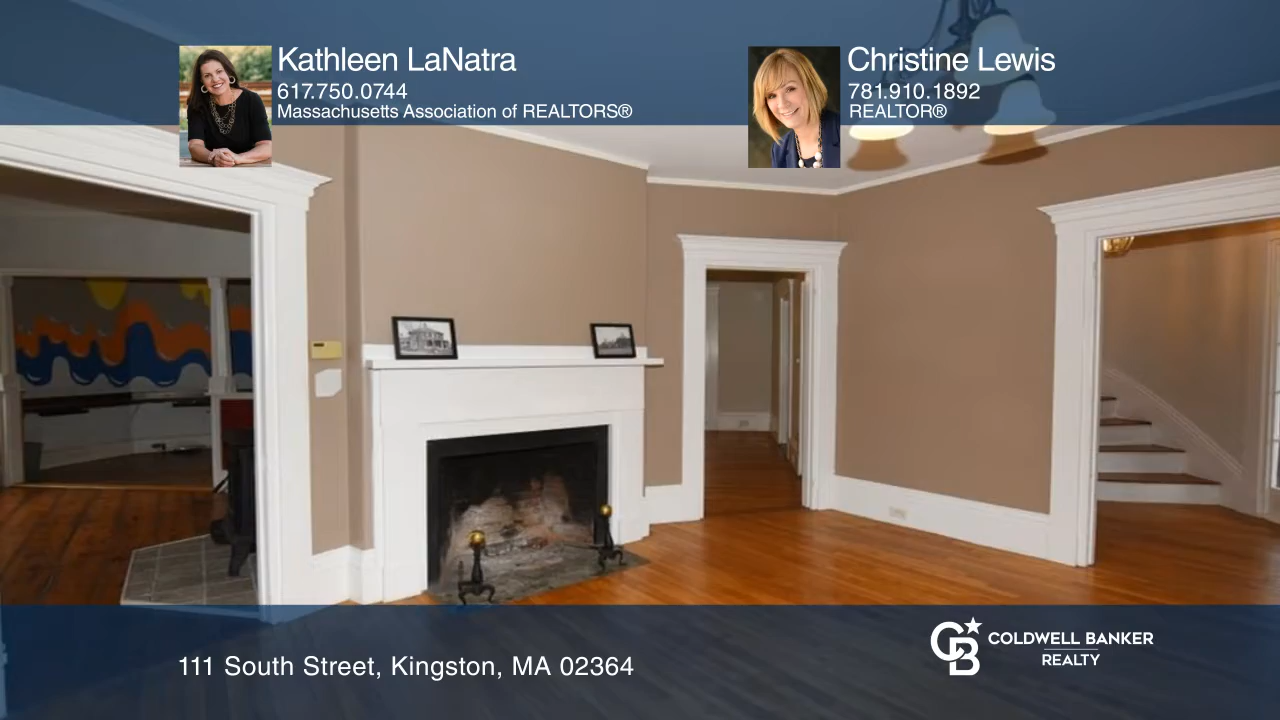 Kathleen LaNatra
617.750.0744
Massachusetts Association of REALTORS®
Christine Lewis
781.910.1892
REALTOR®
111 South Street, Kingston, MA 02364
CB
COLDWELL BANKER
REALTY